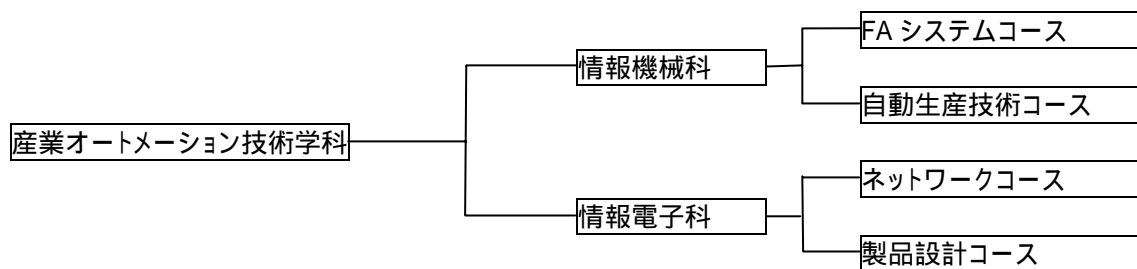 産業オートメーション技術学科
情報機械科
FA システムコース
自動生産技術コース
情報電子科
ネットワークコース
製品設計コース